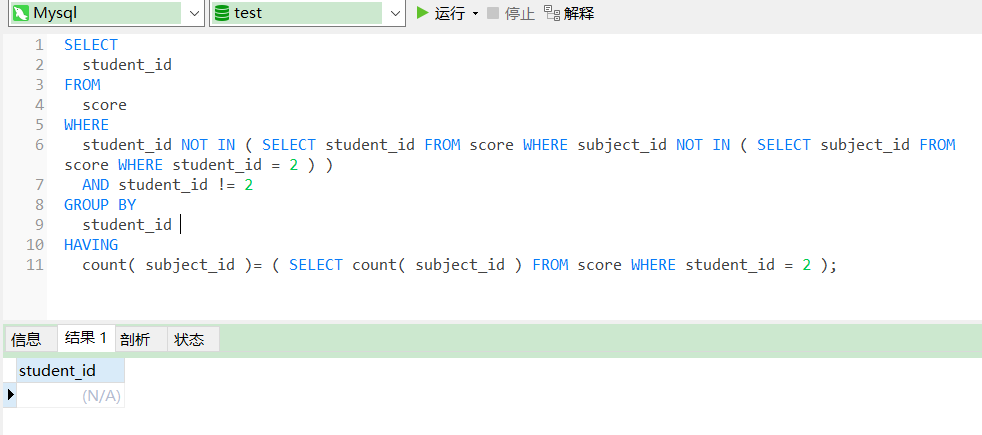 Mysql test 运行 停止 解释
1 SELECT
2 student_id
3 FROM
4 score
5 WHERE
6 student_id NOT IN ( SELECT student_id FROM score WHERE subject_id NOT IN ( SELECT subject_id FROM
score WHERE student_id = 2 ) )
7 AND student_id != 2
8 GROUP BY
9 student_id
10 HAVING
11 count( subject_id )= ( SELECT count( subject_id ) FROM score WHERE student_id = 2 );
信息 结果 1 剖析 状态
student_id
(N/A)